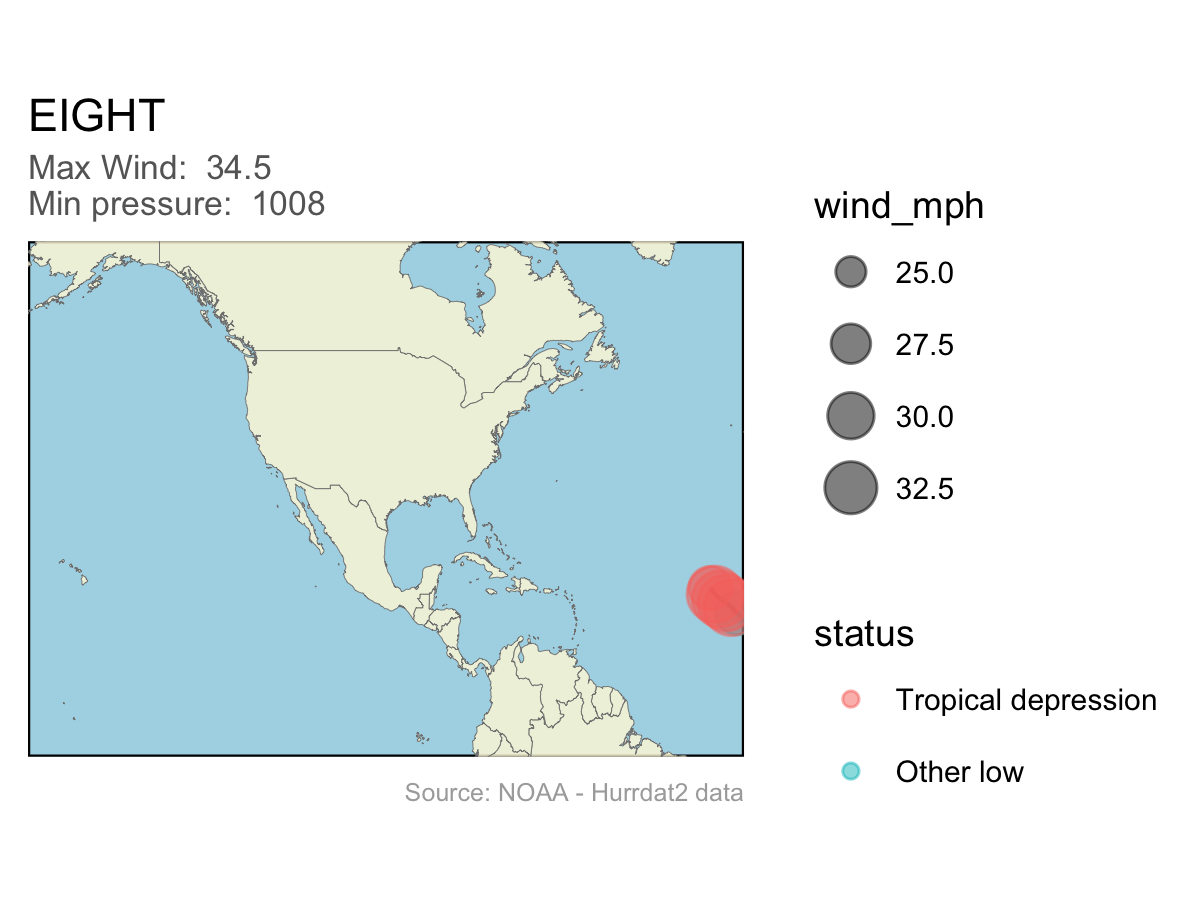 EIGHT
Max Wind:  34.5
Min pressure:  1008
wind_mph
25.0
27.5
30.0
32.5
status
Tropical depression
Other low
Source: NOAA - Hurrdat2 data